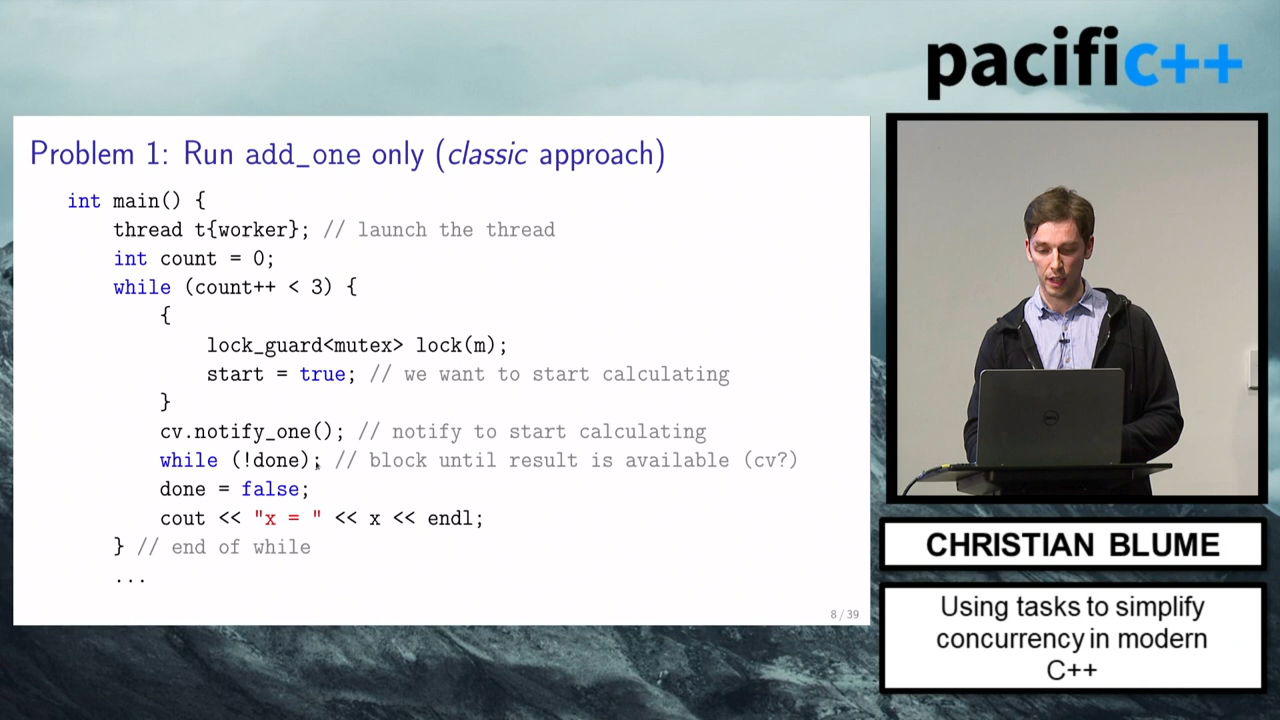 pacific++
Problem 1: Run add_one only (classic approach)
int main() {
thread t{worker}; // launch the thread
int count = 0;
while (count++ < 3) {
{
lock_guard<mutex> lock(m);
start = true; // we want to start calculating
}
cv.notify_one(); // notify to start calculating
while (!done); // block until result is available (cv?)
done = false;
cout << "x = " << x << endl;
} // end of while
...
8 / 39
CHRISTIAN BLUME
Using tasks to simplify
concurrency in modern
C++